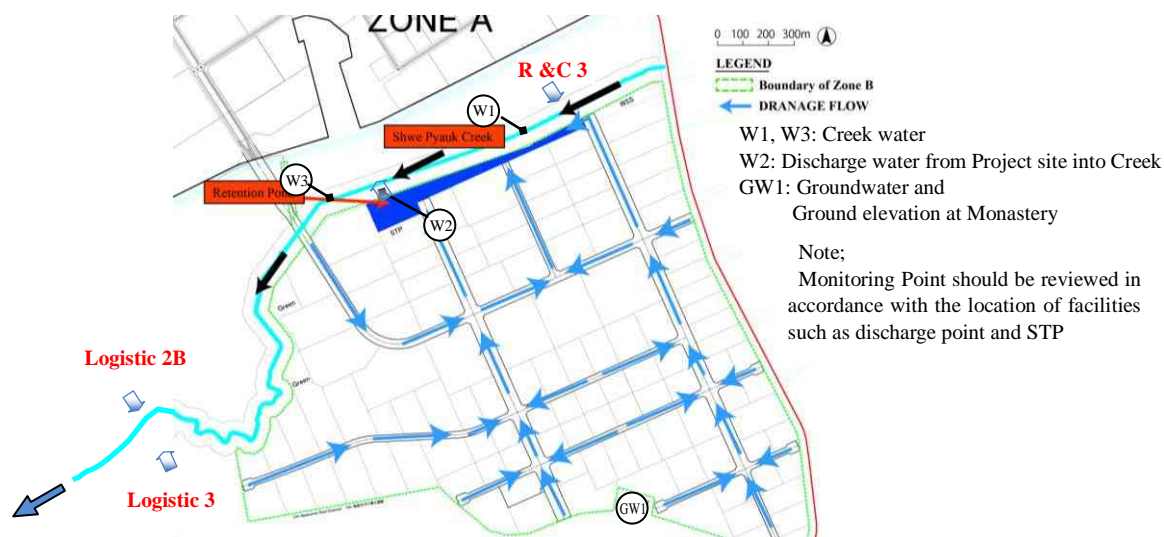 ZONE A
0 100 200 300m
LEGEND
Boundary of Zone B
DRANAGE FLOW
R &C 3
W1
WSS
Shwe Pyauk Creek
W3
Retention Pond
W2
STP
W1, W3: Creek water
W2: Discharge water from Project site into Creek
GW1: Groundwater and
Ground elevation at Monastery
Note;
Monitoring Point should be reviewed in
accordance with the location of facilities
such as discharge point and STP
Green
Logistic 2B
Green
Logistic 3
GW1